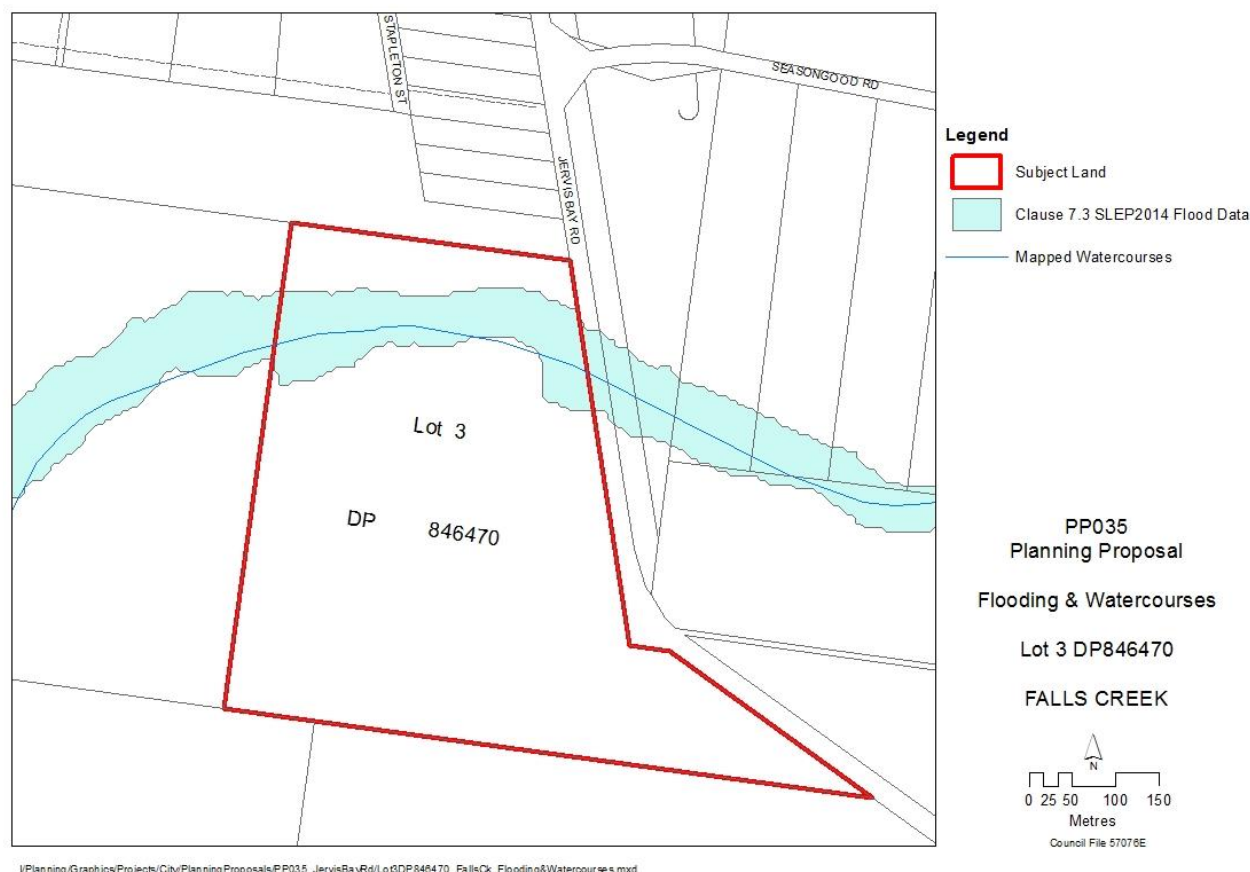 STAPLETON ST
SEASONGOOD RD
JERVIS BAY RD
Lot 3
DP 846470
Legend
Subject Land
Clause 7.3 SLEP2014 Flood Data
Mapped Watercourses
PP035
Planning Proposal
Flooding & Watercourses
Lot 3 DP846470
FALLS CREEK
N
0 25 50 100 150
Metres
Council File 57076E
I/Planning/Graphics/Projects/City/PlanningProposals/PP035_JervisBayRd/Lot3DP846470_FallsCk_Flooding&Watercourses.mxd